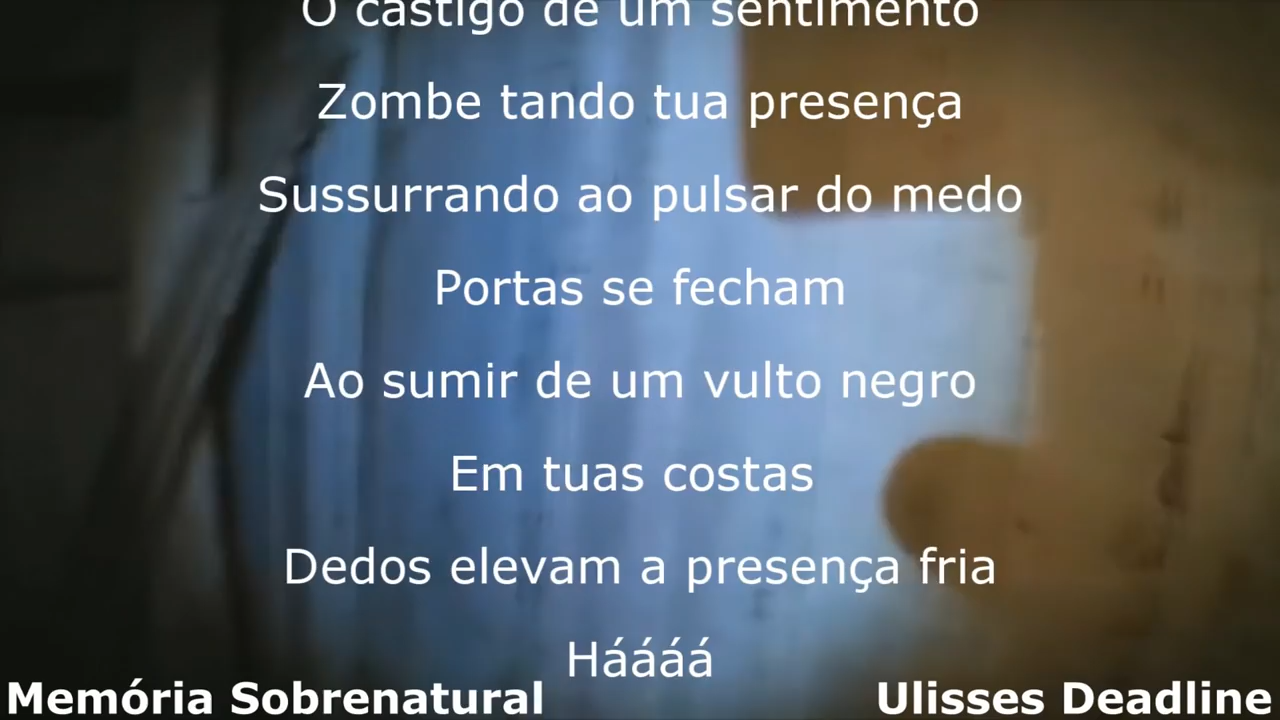 O castigo de um sentimento
Zombe tando tua presença
Sussurrando ao pulsar do medo
Portas se fecham
Ao sumir de um vulto negro
Em tuas costas
Dedos elevam a presença fria
Háááá
Memória Sobrenatural
Ulisses Deadline